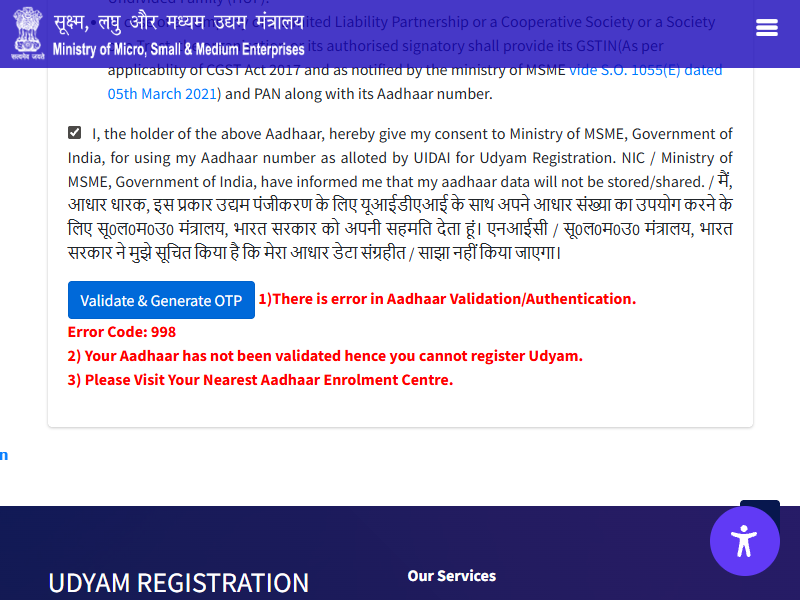 सूक्ष्म, लघु और मध्यम उद्यम मंत्रालय
Ministry of Micro, Small & Medium Enterprises
सत्यमेव जयते
Limited Liability Partnership or a Cooperative Society or a Society
its authorised signatory shall provide its GSTIN(As per
applicablity of CGST Act 2017 and as notified by the ministry of MSME vide S.O. 1055(E) dated
05th March 2021) and PAN along with its Aadhaar number.
I, the holder of the above Aadhaar, hereby give my consent to Ministry of MSME, Government of
India, for using my Aadhaar number as alloted by UIDAI for Udyam Registration. NIC / Ministry of
MSME, Government of India, have informed me that my aadhaar data will not be stored/shared. / मैं,
आधार धारक, इस प्रकार उद्यम पंजीकरण के लिए यूआईडीएआई के साथ अपने आधार संख्या का उपयोग करने के
लिए सू0ल0म0उ0 मंत्रालय, भारत सरकार को अपनी सहमति देता हूं। एनआईसी / सू0ल0म0उ0 मंत्रालय, भारत
सरकार ने मुझे सूचित किया है कि मेरा आधार डेटा संग्रहीत / साझा नहीं किया जाएगा।
Validate & Generate OTP 1)There is error in Aadhaar Validation/Authentication.
Error Code: 998
2) Your Aadhaar has not been validated hence you cannot register Udyam.
3) Please Visit Your Nearest Aadhaar Enrolment Centre.
n
UDYAM REGISTRATION
Our Services